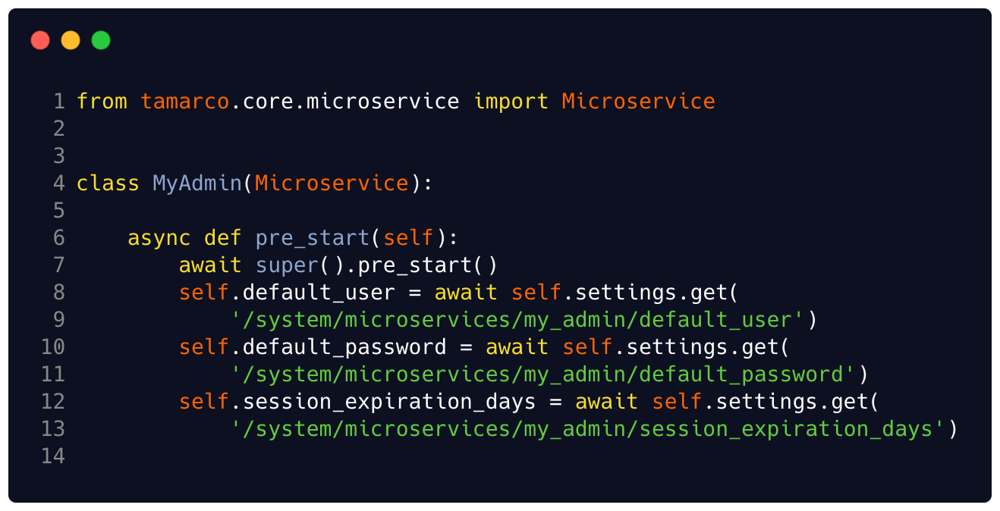 1 from tamarco.core.microservice import Microservice
2
3
4 class MyAdmin(Microservice):
5
6     async def pre_start(self):
7         await super().pre_start()
8         self.default_user = await self.settings.get(
9             '/system/microservices/my_admin/default_user')
10         self.default_password = await self.settings.get(
11             '/system/microservices/my_admin/default_password')
12         self.session_expiration_days = await self.settings.get(
13             '/system/microservices/my_admin/session_expiration_days')
14